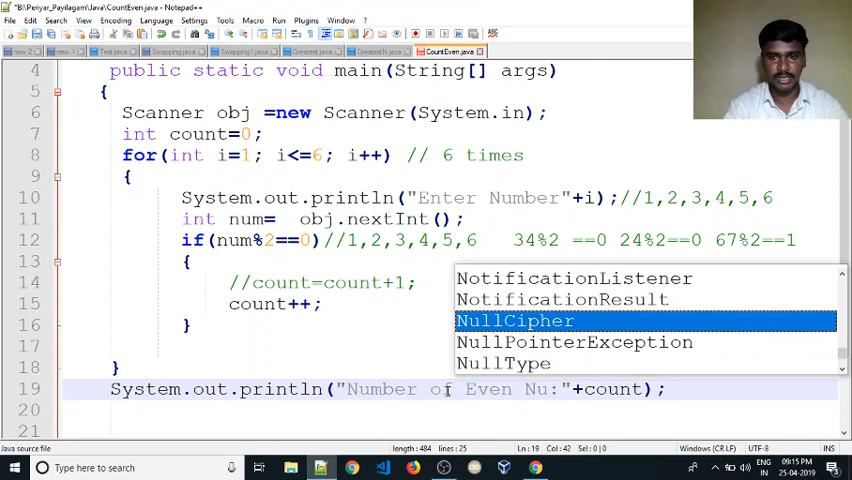 *B\Periyar_Payilagam\Java\CountEven.java - Notepad++
File Edit Search View Encoding Language Settings Tools Macro Run Plugins Window ?
new 2 new 1 Test.java Swapping.java Swapping1.java Greatest.java GreatestN.java CountEven.java
4 public static void main(String[] args)
5 {
6 Scanner obj =new Scanner(System.in);
7 int count=0;
8 for(int i=1; i<=6; i++) // 6 times
9 {
10 System.out.println("Enter Number"+i);//1,2,3,4,5,6
11 int num= obj.nextInt();
12 if(num%2==0)//1,2,3,4,5,6 34%2 ==0 24%2==0 67%2==1
13 {
14 //count=count+1;
15 count++;
16 }
17
18 }
19 System.out.println("Number of Even Nu:"+count);
20
21
NotificationListener
NotificationResult
NullCipher
NullPointerException
NullType
Java source file length : 484 lines : 25 Ln : 19 Col : 42 Sel : 0 | 0 Windows (CR LF) UTF-8 INS
Type here to search
ENG 09:15 PM
IN 25-04-2019